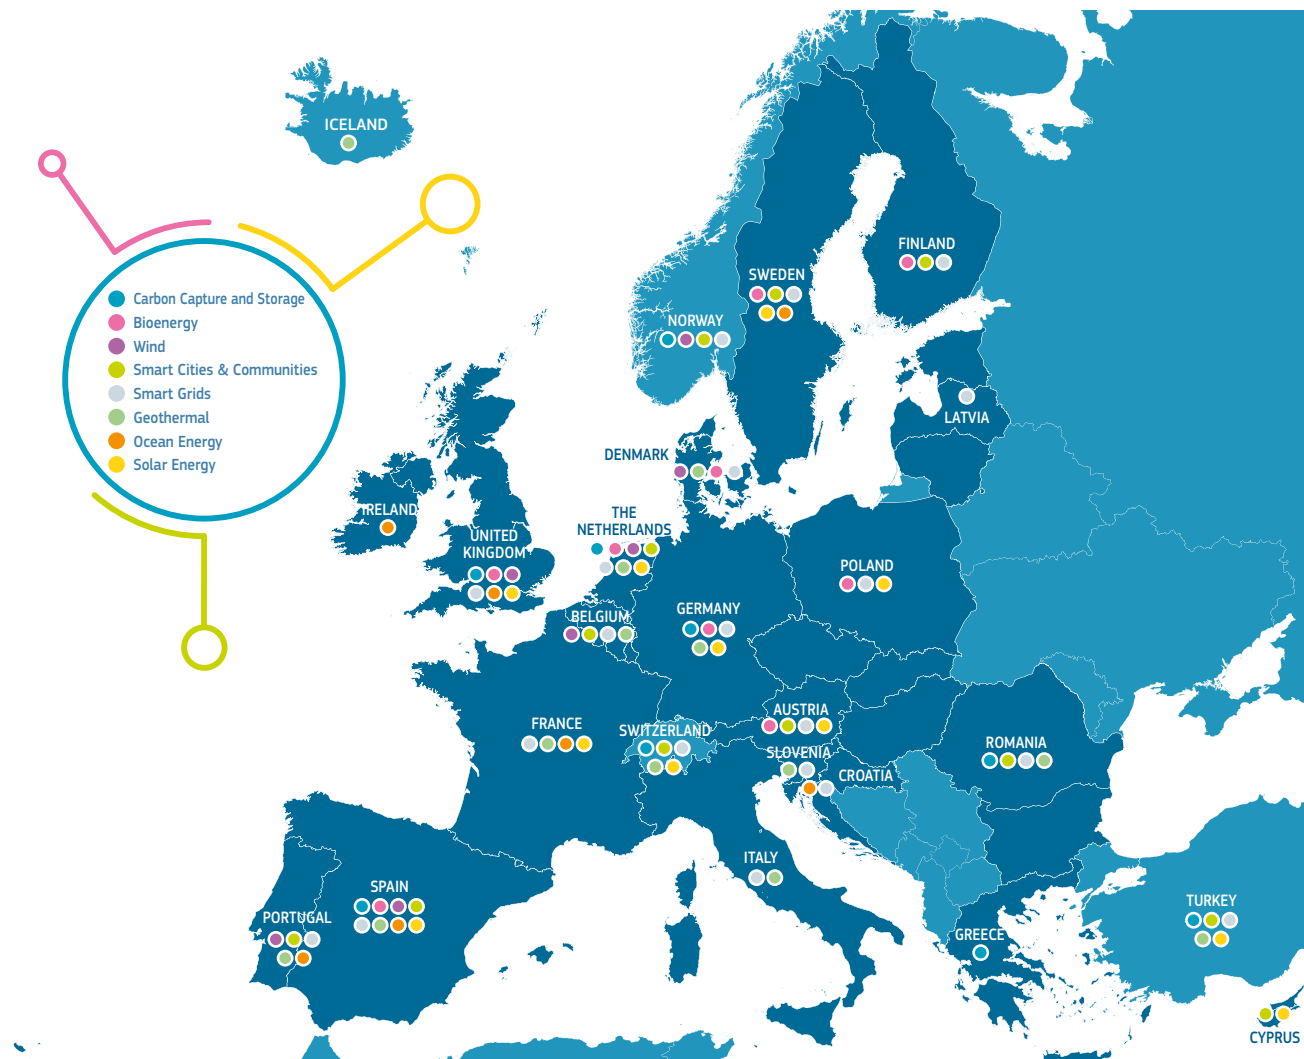 ICELAND
Carbon Capture and Storage
Bioenergy
Wind
Smart Cities & Communities
Smart Grids
Geothermal
Ocean Energy
Solar Energy
FINLAND
SWEDEN
NORWAY
LATVIA
DENMARK
IRELAND
THE
NETHERLANDS
UNITED
KINGDOM
POLAND
GERMANY
BELGIUM
AUSTRIA
FRANCE
SWITZERLAND
ROMANIA
SLOVENIA
CROATIA
ITALY
SPAIN
PORTUGAL
TURKEY
GREECE
CYPRUS